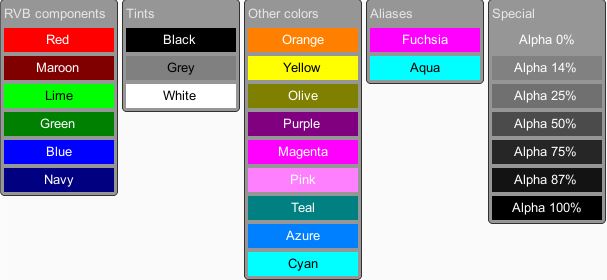 RVB components
Red
Maroon
Lime
Green
Blue
Navy
Tints
Black
Grey
White
Other colors
Orange
Yellow
Olive
Purple
Magenta
Pink
Teal
Azure
Cyan
Aliases
Fuchsia
Aqua
Special
Alpha 0%
Alpha 14%
Alpha 25%
Alpha 50%
Alpha 75%
Alpha 87%
Alpha 100%